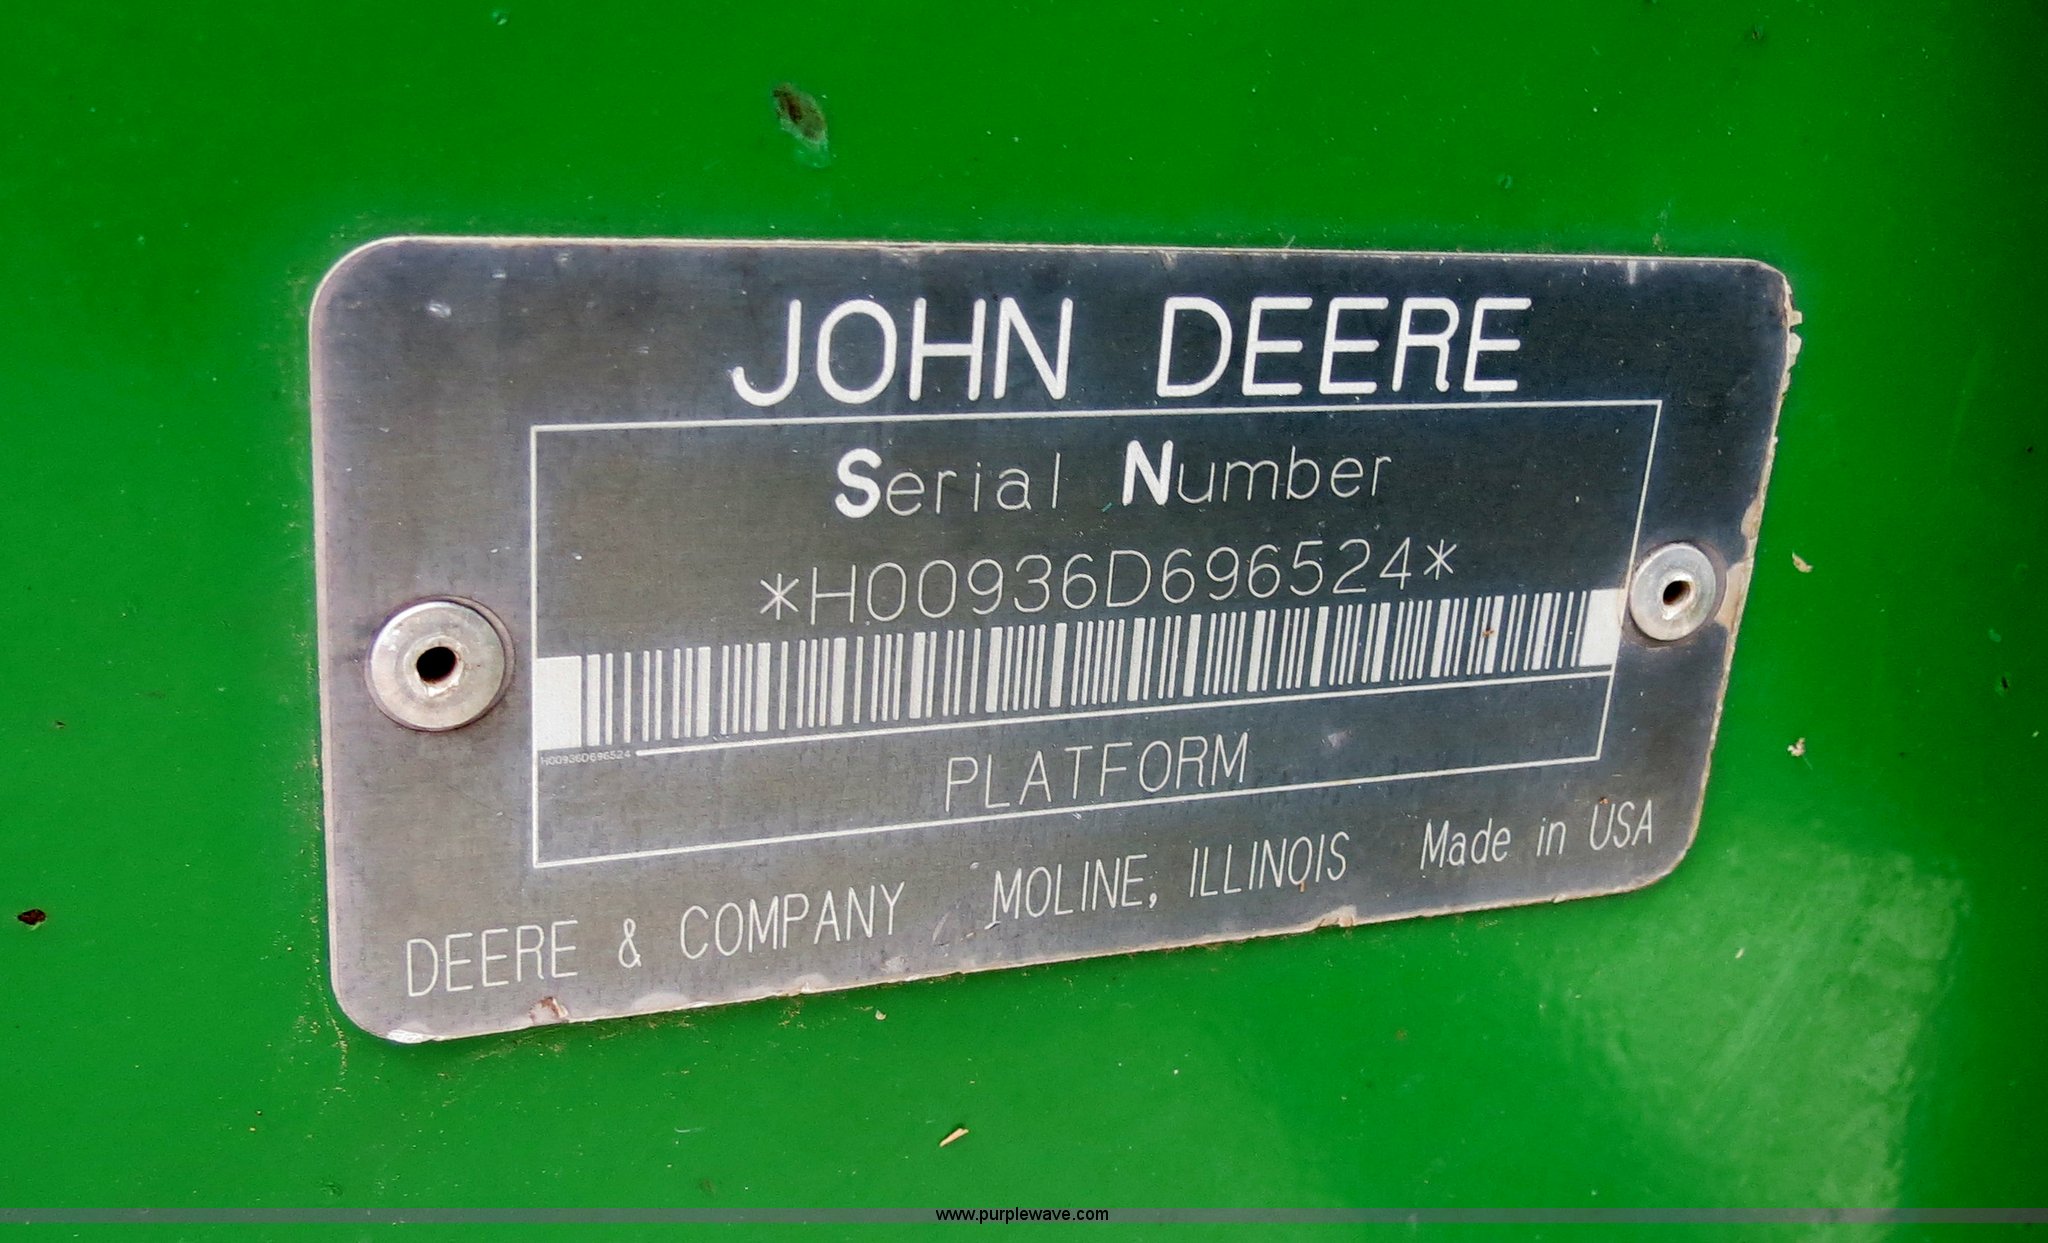 JOHN DEERE
Serial Number
*H00936D696524*
H00936D696524
PLATFORM
DEERE & COMPANY MOLINE, ILLINOIS Made in USA
www.purplewave.com